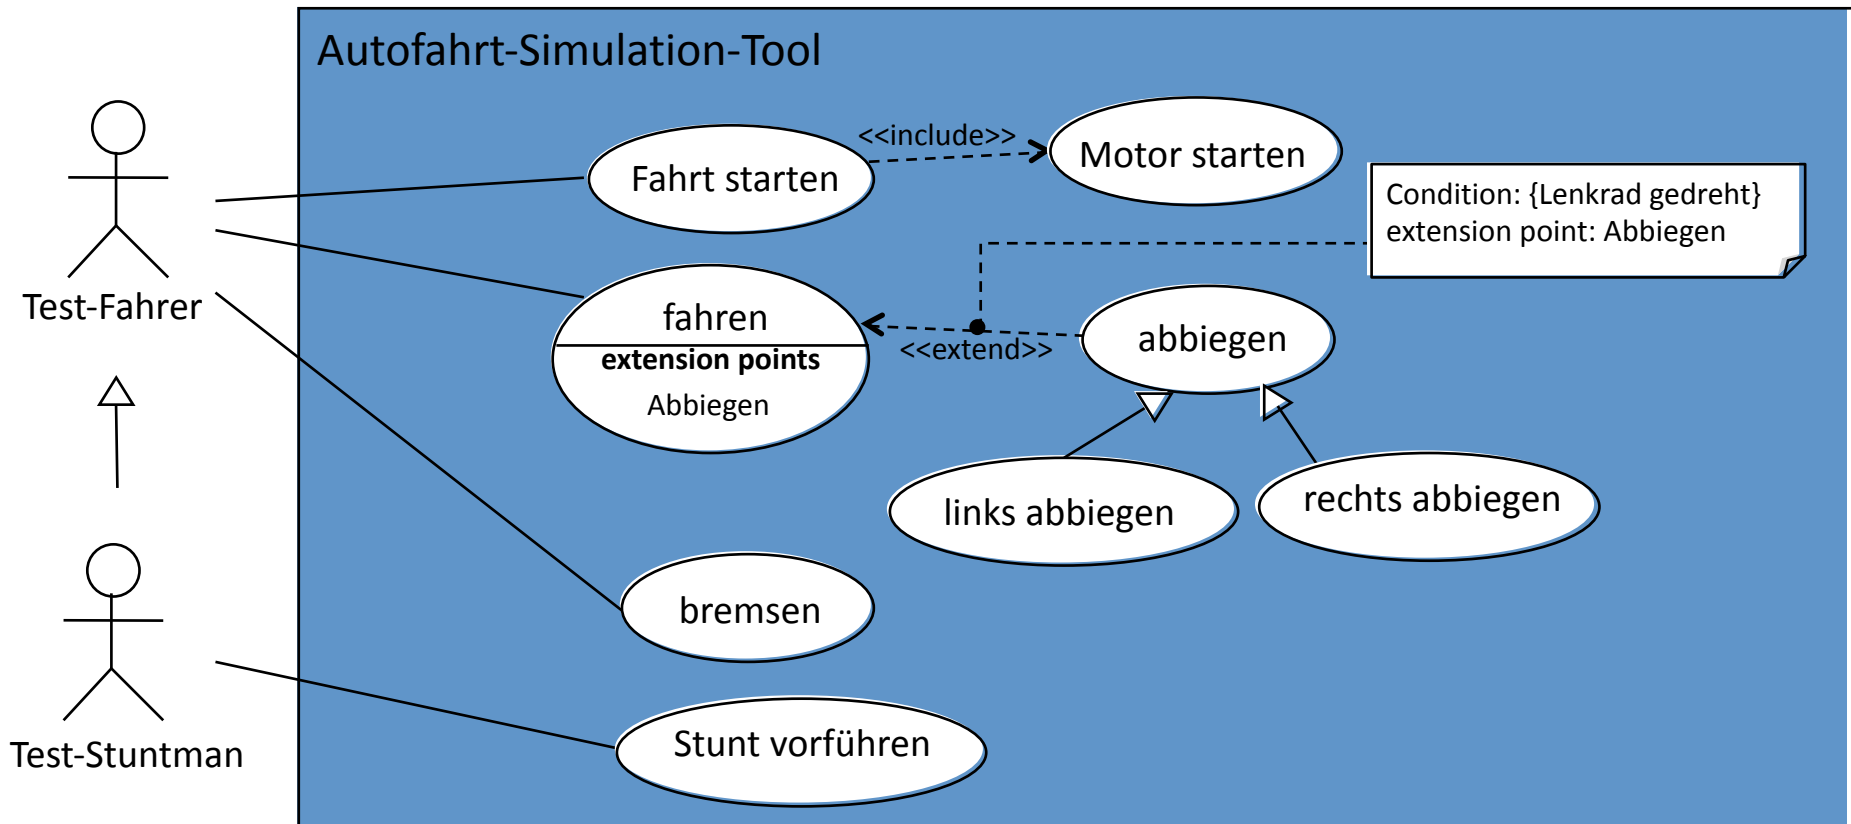 Autofahrt-Simulation-Tool
<<include>>
Fahrt starten
Motor starten
Condition: {Lenkrad gedreht}
extension point: Abbiegen
Test-Fahrer
fahren
extension points
Abbiegen
<<extend>>
abbiegen
links abbiegen
rechts abbiegen
bremsen
Test-Stuntman
Stunt vorführen